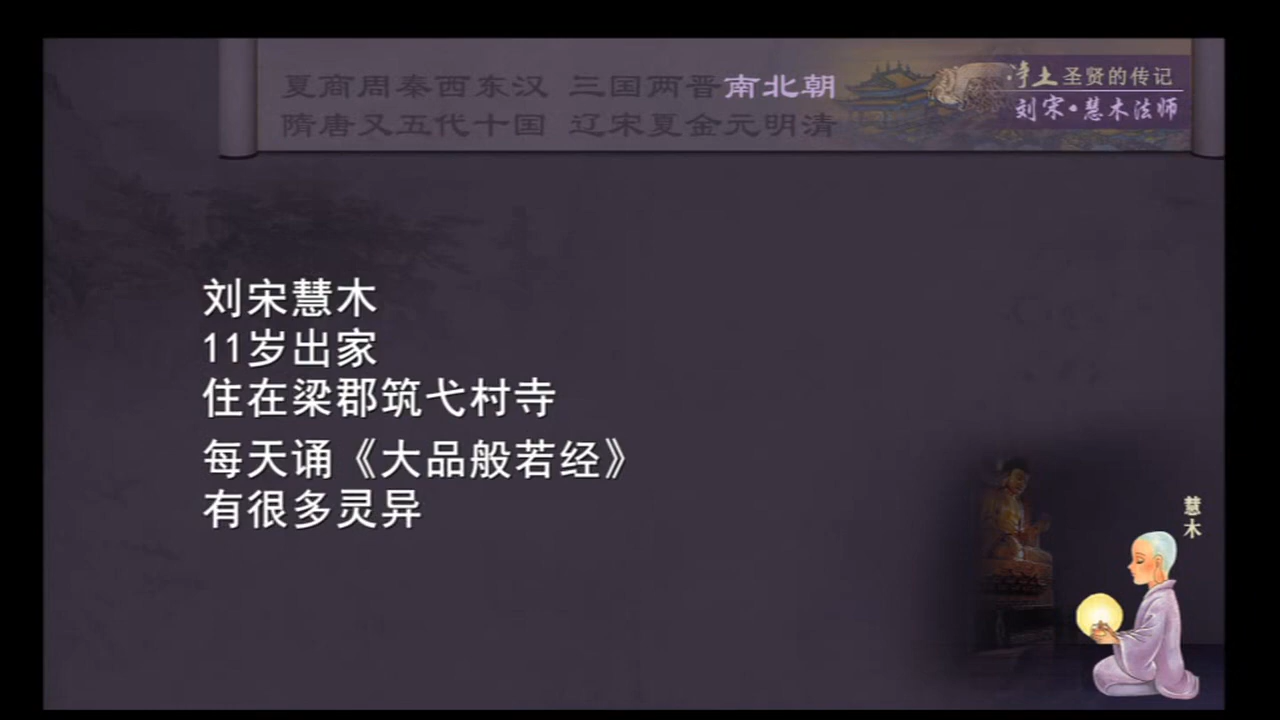 夏商周秦西东汉 三国两晋南北朝
隋唐又五代十国 辽宋夏金元明清
净土圣贤的传记
刘宋•慧木法师
刘宋慧木
11岁出家
住在梁郡筑弋村寺
每天诵《大品般若经》
有很多灵异
慧木